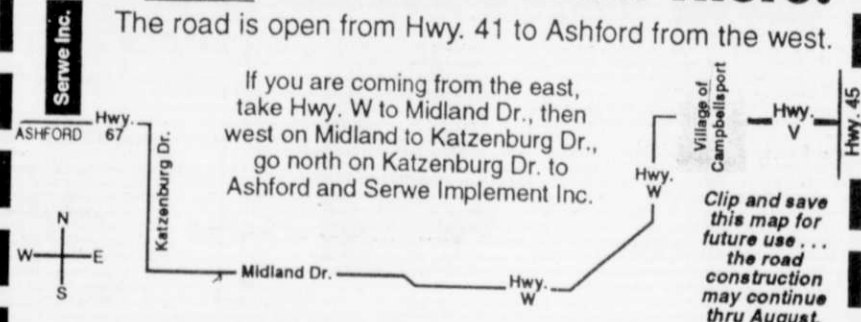 The road is open from Hwy. 41 to Ashford from the west.
Serwe Inc.
If you are coming from the east,
take Hwy. W to Midland Dr., then
west on Midland to Katzenburg Dr.,
go north on Katzenburg Dr. to
Ashford and Serwe Implement Inc.
ASHFORD
Hwy.
67
Katzenburg Dr.
N
W E
S
Midland Dr.
Hwy.
W
Hwy.
W
Village of
Campbellsport
Hwy.
V
Hwy. 45
Clip and save
this map for
future use . . .
the road
construction
may continue
thru August.